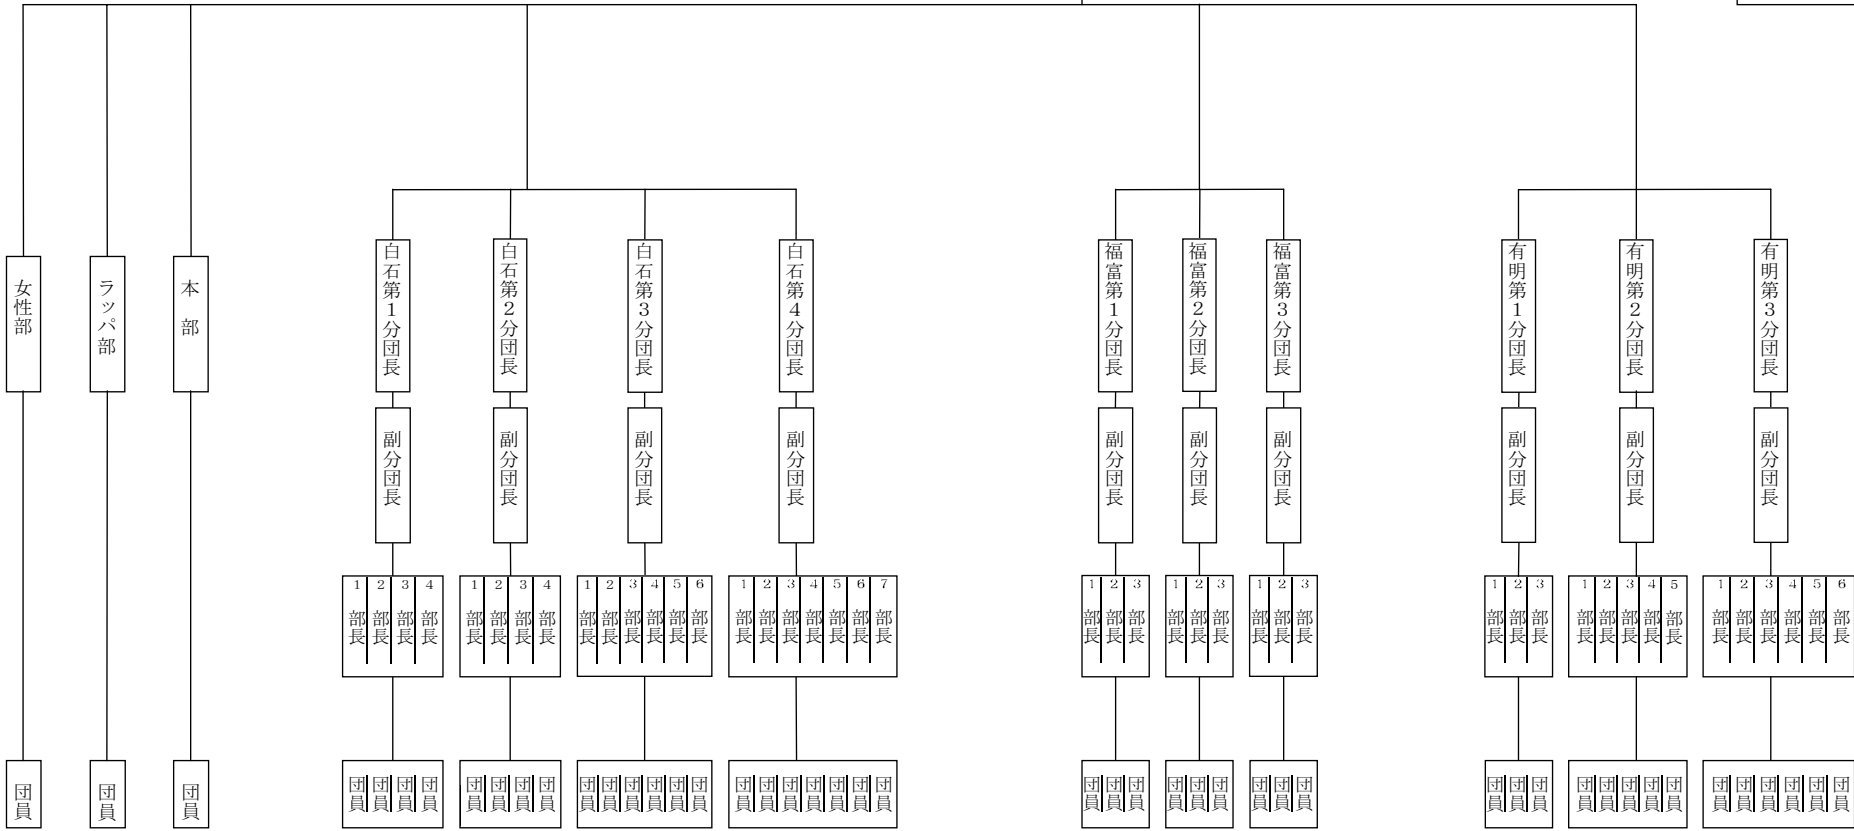 女性部
ラッパ部
本 部
白石第１分団長
白石第２分団長
白石第３分団長
白石第４分団長
福富第１分団長
福富第２分団長
福富第３分団長
有明第１分団長
有明第２分団長
有明第３分団長
副分団長
副分団長
副分団長
副分団長
副分団長
副分団長
副分団長
副分団長
副分団長
副分団長
1 2 3 4
部長 部長 部長 部長
1 2 3 4
部長 部長 部長 部長
1 2 3 4 5 6
部長 部長 部長 部長 部長 部長
1 2 3 4 5 6 7
部長 部長 部長 部長 部長 部長 部長
1 2 3
部長 部長 部長
1 2 3
部長 部長 部長
1 2 3
部長 部長 部長
1 2 3
部長 部長 部長
1 2 3 4 5
部長 部長 部長 部長 部長
1 2 3 4 5 6
部長 部長 部長 部長 部長 部長
団員
団員
団員
団員 団員 団員 団員
団員 団員 団員 団員
団員 団員 団員 団員 団員 団員
団員 団員 団員 団員 団員 団員 団員
団員 団員 団員
団員 団員 団員
団員 団員 団員
団員 団員 団員
団員 団員 団員 団員 団員
団員 団員 団員 団員 団員 団員